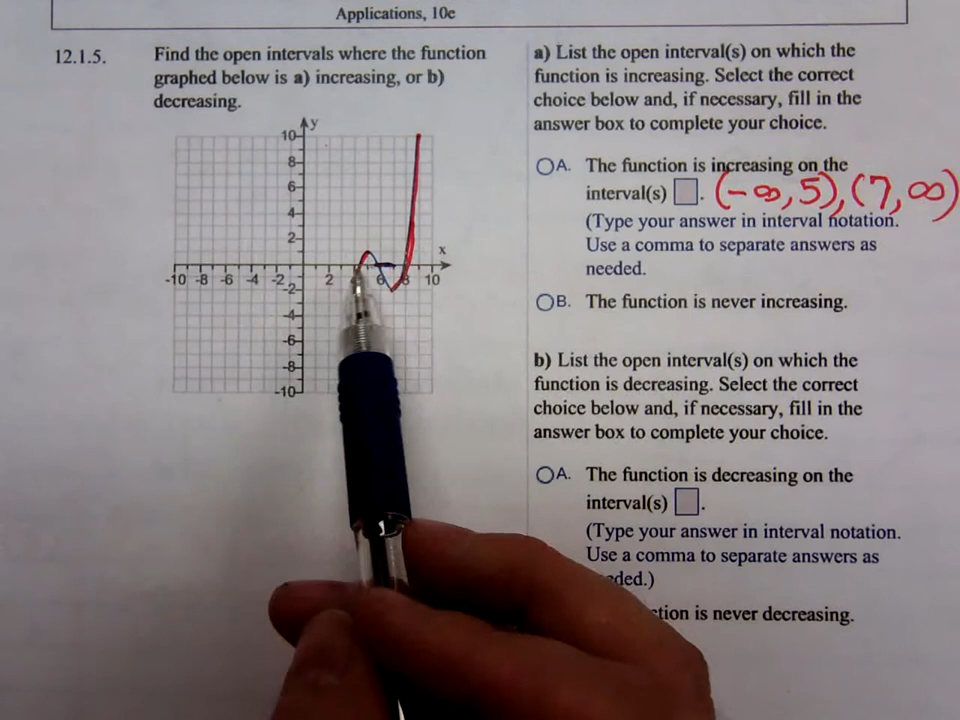 Applications, 10e
12.1.5. Find the open intervals where the function
graphed below is a) increasing, or b)
decreasing.
y
10
8
6
4
2
x
-10 -8 -6 -4 -2 2 6 8 10
-2
-4
-6
-8
-10
a) List the open interval(s) on which the
function is increasing. Select the correct
choice below and, if necessary, fill in the
answer box to complete your choice.
A. The function is increasing on the
interval(s) . (-∞, 5), (7, ∞)
(Type your answer in interval notation.
Use a comma to separate answers as
needed.
B. The function is never increasing.
b) List the open interval(s) on which the
function is decreasing. Select the correct
choice below and, if necessary, fill in the
answer box to complete your choice.
A. The function is decreasing on the
interval(s) .
(Type your answer in interval notation.
Use a comma to separate answers as
ded.)
tion is never decreasing.